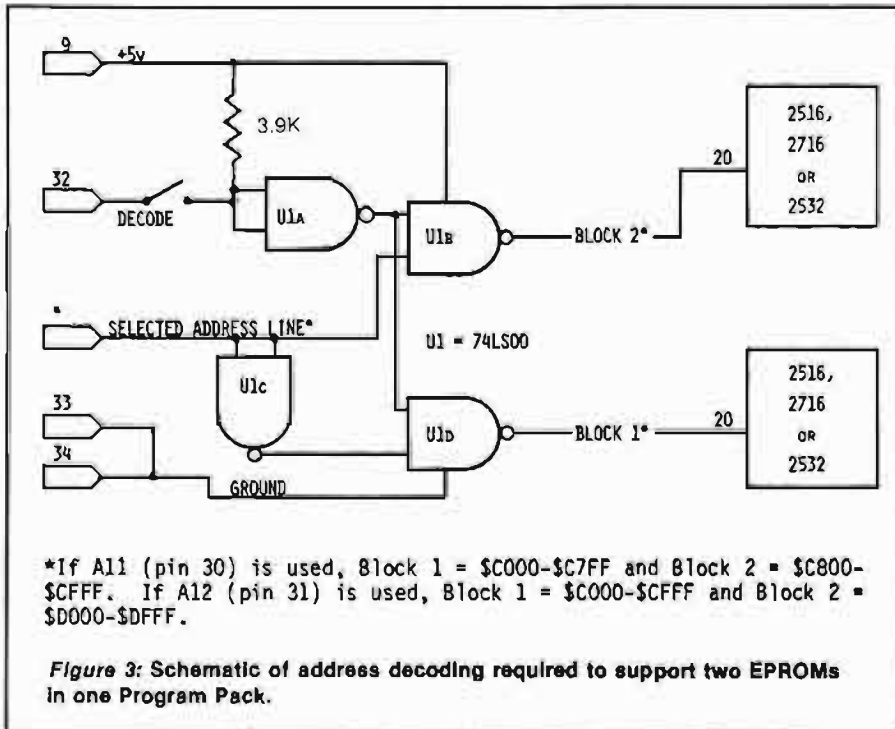 9
+5v
3.9K
2516,
2716
OR
2532
20
32
DECODE
U1A
U1B
BLOCK 2*
*
SELECTED ADDRESS LINE*
U1 = 74LS00
U1C
33
34
U1D
BLOCK 1*
20
2516,
2716
OR
2532
GROUND
*If A11 (pin 30) is used, Block 1 = $C000-$C7FF and Block 2 = $C800-
$CFFF. If A12 (pin 31) is used, Block 1 = $C000-$CFFF and Block 2 =
$D000-$DFFF.
Figure 3: Schematic of address decoding required to support two EPROMs
in one Program Pack.